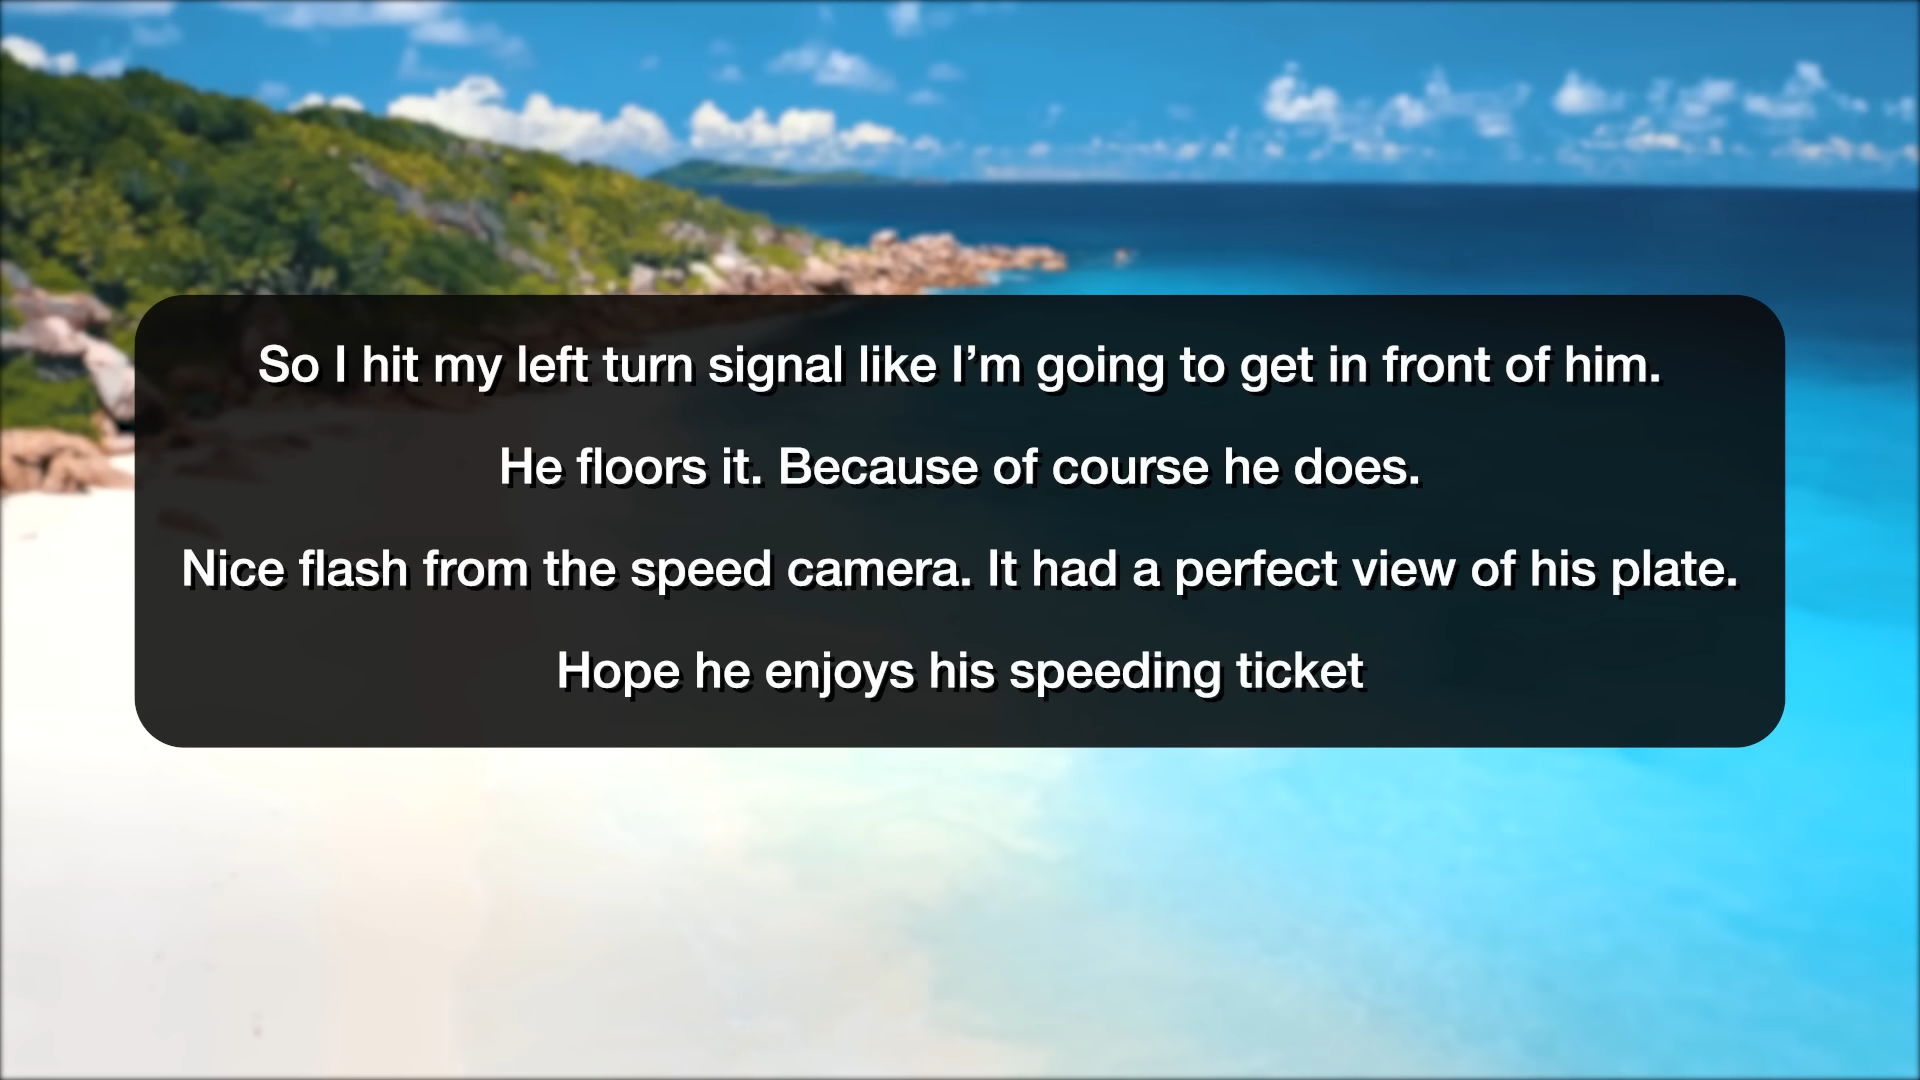 So I hit my left turn signal like I’m going to get in front of him.
He floors it. Because of course he does.
Nice flash from the speed camera. It had a perfect view of his plate.
Hope he enjoys his speeding ticket